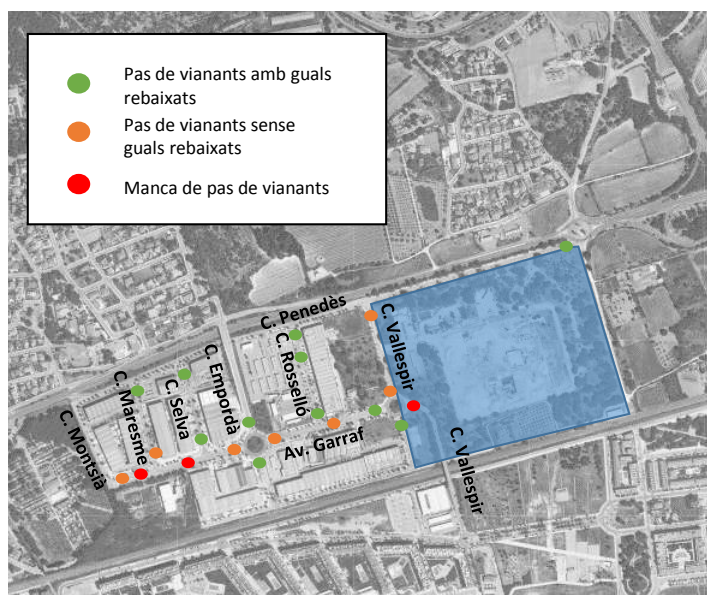 Pas de vianants amb guals
rebaixats
Pas de vianants sense
guals rebaixats
Manca de pas de vianants
C. Penedès
C. Vallespir
C. Rosselló
C. Empordà
C. Selva
C. Maresme
C. Montsià
Av. Garraf
C. Vallespir